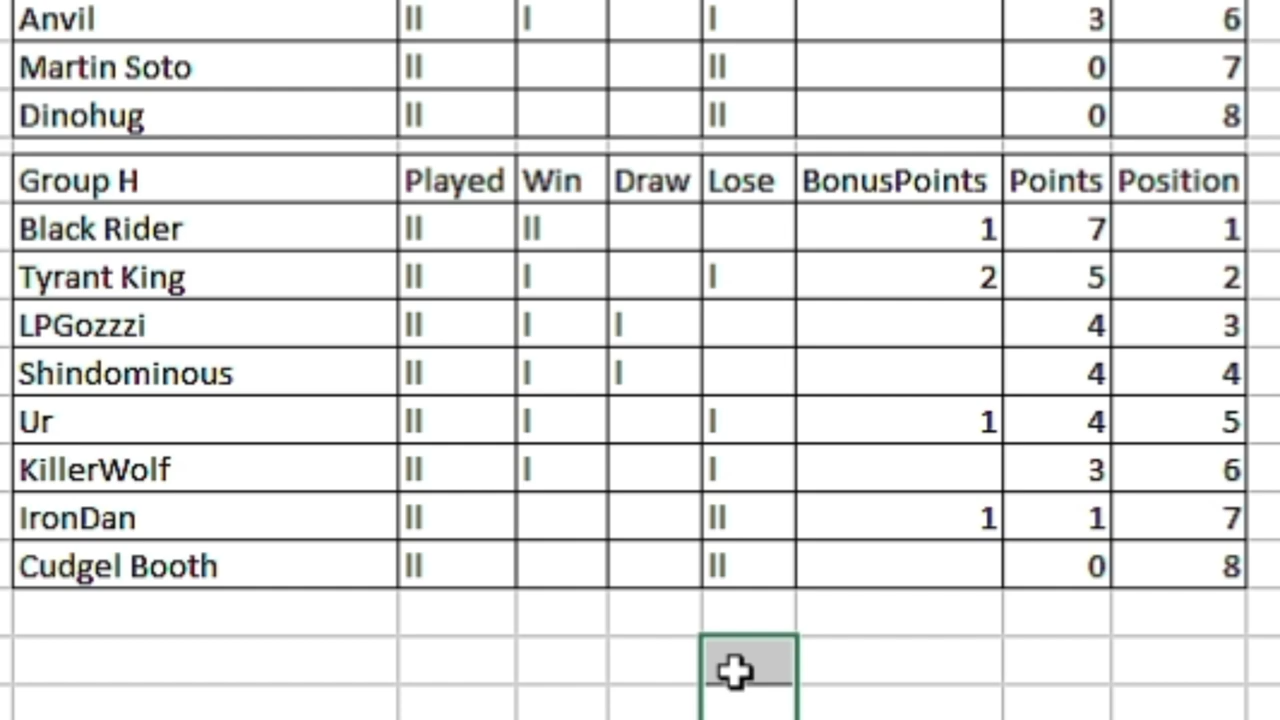 Anvil II I I 3 6
Martin Soto II II 0 7
Dinohug II II 0 8
Group H Played Win Draw Lose BonusPoints Points Position
Black Rider II II 1 7 1
Tyrant King II I I 2 5 2
LPGozzzi II I I 4 3
Shindominous II I I 4 4
Ur II I I 1 4 5
KillerWolf II I I 3 6
IronDan II II 1 1 7
Cudgel Booth II II 0 8